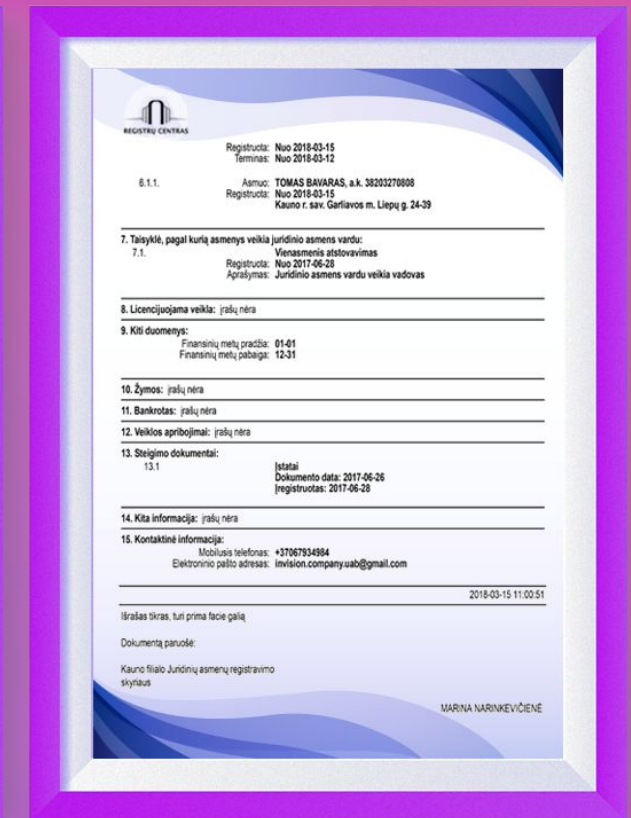 REGISTRŲ CENTRAS
Registruota: Nuo 2018-03-15
Terminas: Nuo 2018-03-12
6.1.1. Asmuo: TOMAS BAVARAS, a.k. 38203270808
Registruota: Nuo 2018-03-15
Kauno r. sav. Garliavos m. Liepų g. 24-39
7. Taisyklė, pagal kurią asmenys veikia juridinio asmens vardu:
7.1. Vienasmenis atstovavimas
Registruota: Nuo 2017-06-28
Aprašymas: Juridinio asmens vardu veikia vadovas
8. Licencijuojama veikla: įrašų nėra
9. Kiti duomenys:
Finansinių metų pradžia: 01-01
Finansinių metų pabaiga: 12-31
10. Žymos: įrašų nėra
11. Bankrotas: įrašų nėra
12. Veiklos apribojimai: įrašų nėra
13. Steigimo dokumentai:
13.1 Įstatai
Dokumento data: 2017-06-26
Įregistruotas: 2017-06-28
14. Kita informacija: įrašų nėra
15. Kontaktinė informacija:
Mobilusis telefonas: +37067934984
Elektroninio pašto adresas: invision.company.uab@gmail.com
2018-03-15 11:00:51
Išrašas tikras, turi prima facie galią
Dokumentą paruošė:
Kauno filialo Juridinių asmenų registravimo
skyriaus
MARINA NARINKEVIČIENĖ